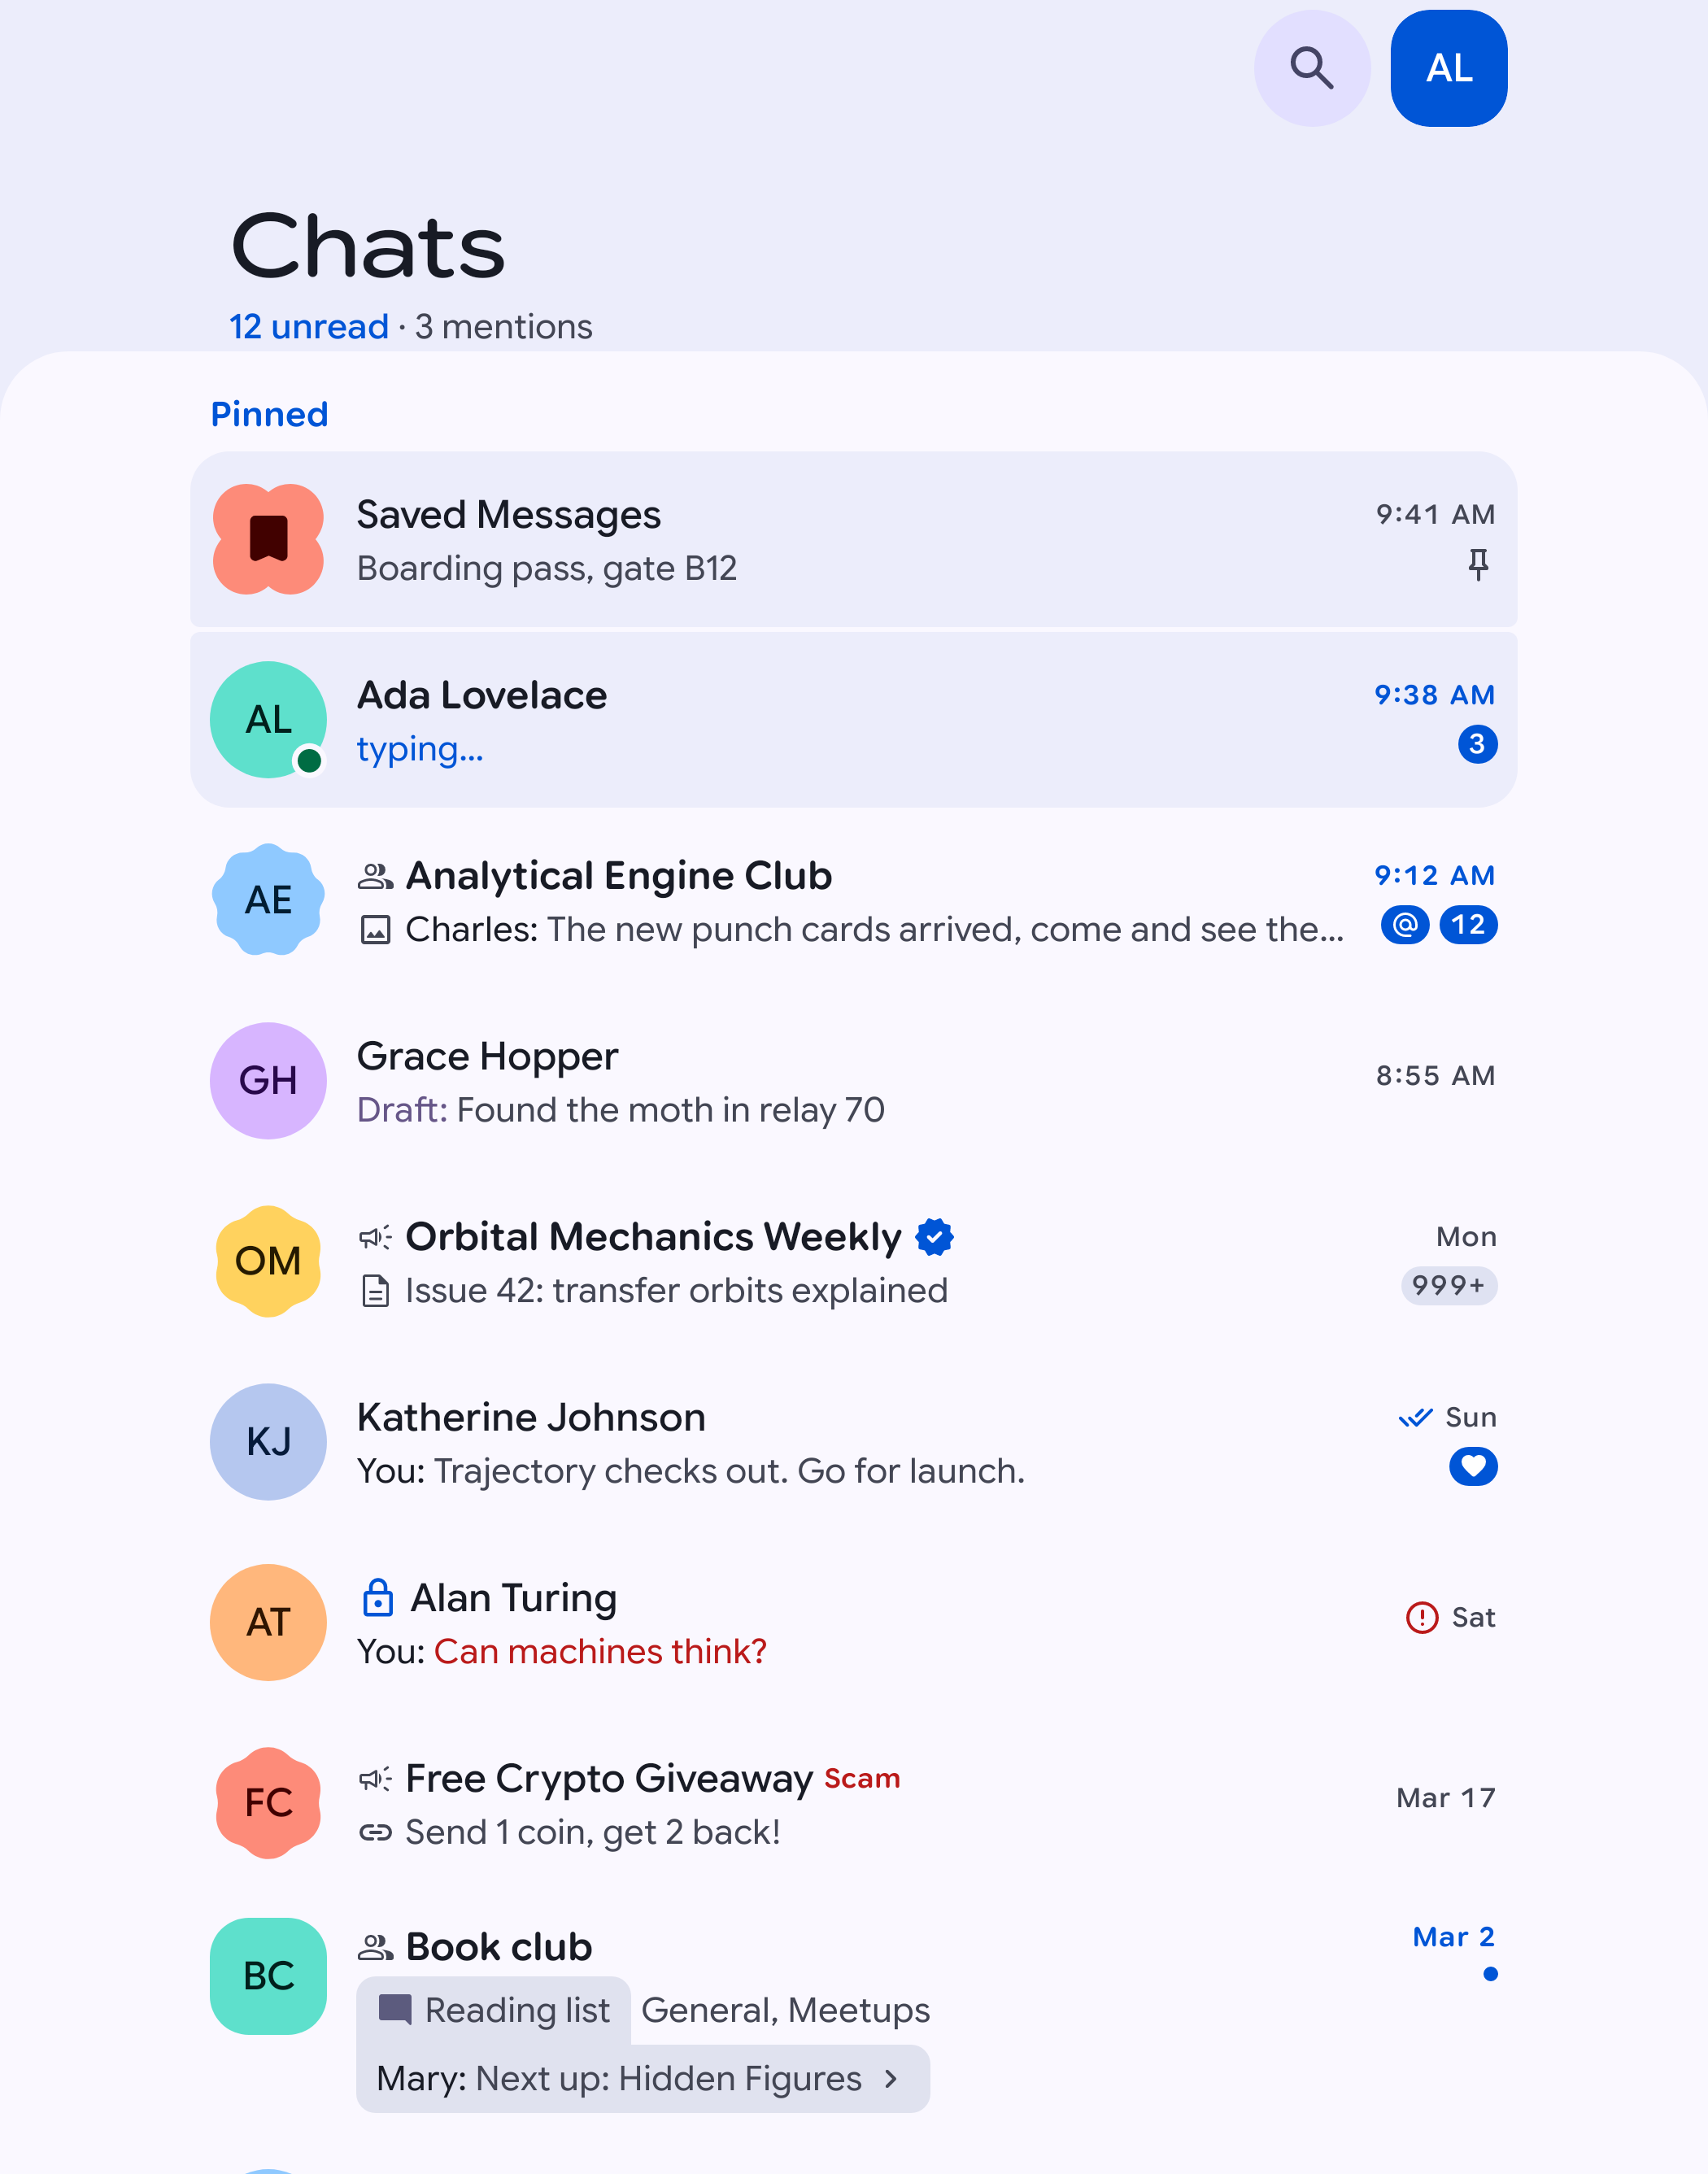 AL
Chats
12 unread · 3 mentions
Pinned
Saved Messages
9:41 AM
Boarding pass, gate B12
AL
Ada Lovelace
9:38 AM
typing...
3
AE
Analytical Engine Club
9:12 AM
Charles: The new punch cards arrived, come and see the...
@ 12
GH
Grace Hopper
8:55 AM
Draft: Found the moth in relay 70
OM
Orbital Mechanics Weekly
Mon
Issue 42: transfer orbits explained
999+
KJ
Katherine Johnson
Sun
You: Trajectory checks out. Go for launch.
AT
Alan Turing
Sat
You: Can machines think?
FC
Free Crypto Giveaway Scam
Mar 17
Send 1 coin, get 2 back!
BC
Book club
Mar 2
Reading list General, Meetups
Mary: Next up: Hidden Figures